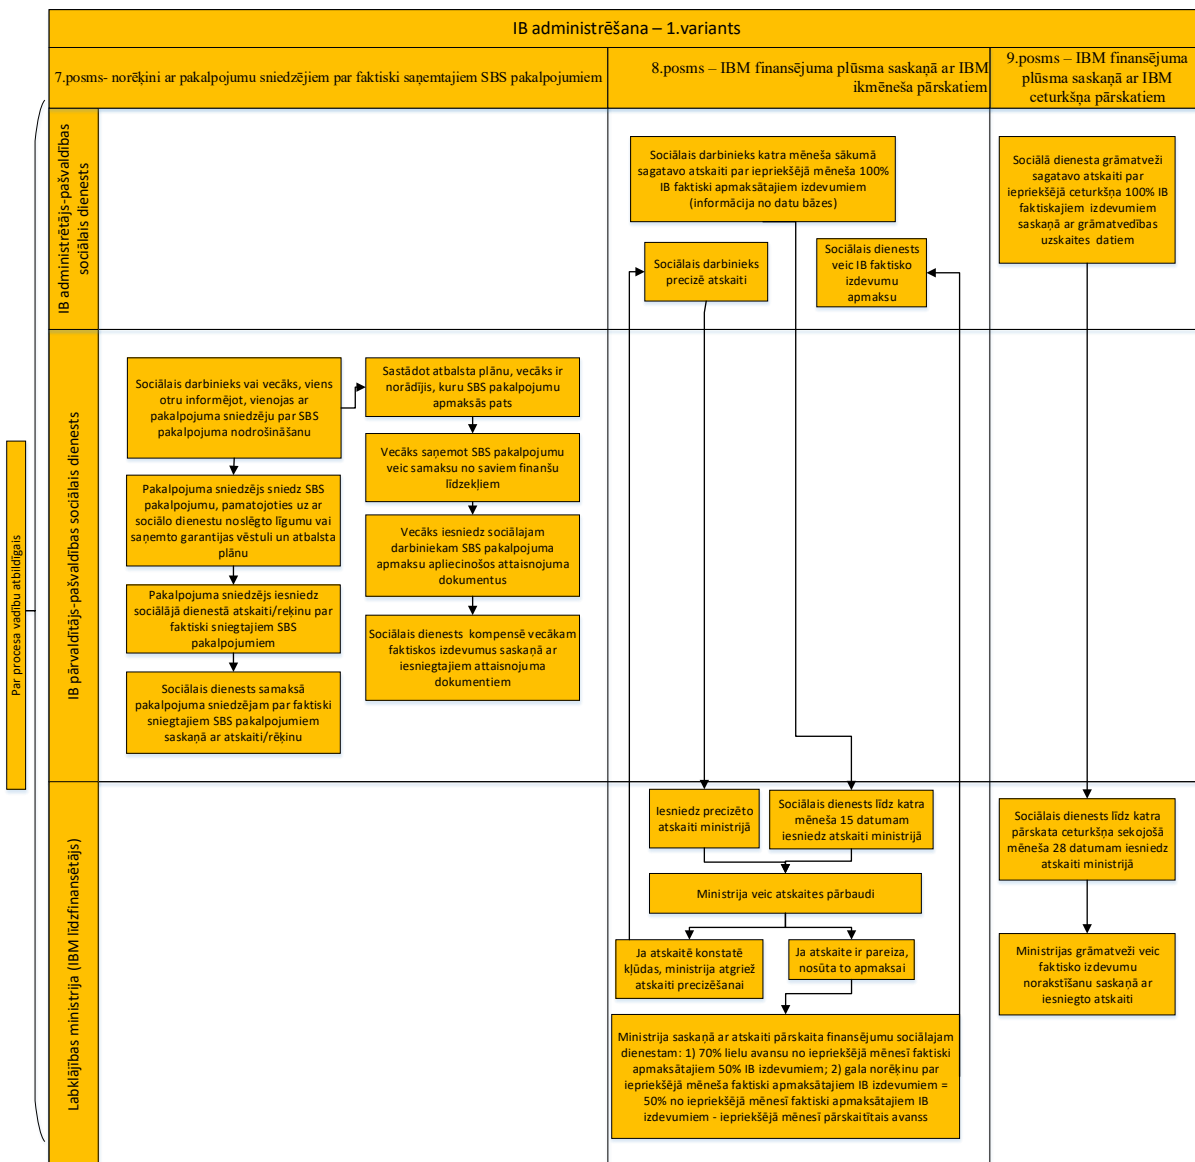 IB administrēšana – 1.variants
7.posms- norēķini ar pakalpojumu sniedzējiem par faktiski saņemtajiem SBS pakalpojumiem
8.posms – IBM finansējuma plūsma saskaņā ar IBM
ikmēneša pārskatiem
9.posms – IBM finansējuma
plūsma saskaņā ar IBM
ceturkšņa pārskatiem
Par procesa vadību atbildīgais
IB administrētājs-pašvaldības
sociālais dienests
Sociālais darbinieks katra mēneša sākumā
sagatavo atskaiti par iepriekšējā mēneša 100%
IB faktiski apmaksātajiem izdevumiem
(informācija no datu bāzes)
Sociālais darbinieks
precizē atskaiti
Sociālais dienests
veic IB faktisko
izdevumu
apmaksu
Sociālā dienesta grāmatveži
sagatavo atskaiti par
iepriekšējā ceturkšņa 100% IB
faktiskajiem izdevumiem
saskaņā ar grāmatvedības
uzskaites datiem
IB pārvaldītājs-pašvaldības sociālais dienests
Sociālais darbinieks vai vecāks, viens
otru informējot, vienojas ar
pakalpojuma sniedzēju par SBS
pakalpojuma nodrošināšanu
Pakalpojuma sniedzējs sniedz SBS
pakalpojumu, pamatojoties uz ar
sociālo dienestu noslēgto līgumu vai
saņemto garantijas vēstuli un atbalsta
plānu
Pakalpojuma sniedzējs iesniedz
sociālājā dienestā atskaiti/reķinu par
faktiski sniegtajiem SBS
pakalpojumiem
Sociālais dienests samaksā
pakalpojuma sniedzējam par faktiski
sniegtajiem SBS pakalpojumiem
saskaņā ar atskaiti/rēķinu
Sastādot atbalsta plānu, vecāks ir
norādījis, kuru SBS pakalpojumu
apmaksās pats
Vecāks saņemot SBS pakalpojumu
veic samaksu no saviem finanšu
līdzekļiem
Vecāks iesniedz sociālajam
darbiniekam SBS pakalpojuma
apmaksu apliecinošos attaisnojuma
dokumentus
Sociālais dienests  kompensē vecākam
faktiskos izdevumus saskaņā ar
iesniegtajiem attaisnojuma
dokumentiem
Labklājības ministrija (IBM līdzfinansētājs)
Iesniedz precizēto
atskaiti ministrijā
Sociālais dienests līdz katra
mēneša 15 datumam
iesniedz atskaiti ministrijā
Ministrija veic atskaites pārbaudi
Ja atskaitē konstatē
kļūdas, ministrija atgriež
atskaiti precizēšanai
Ja atskaite ir pareiza,
nosūta to apmaksai
Ministrija saskaņā ar atskaiti pārskaita finansējumu sociālajam
dienestam: 1) 70% lielu avansu no iepriekšējā mēnesī faktiski
apmaksātajiem 50% IB izdevumiem; 2) gala norēķinu par
iepriekšējā mēneša faktiski apmaksātajiem IB izdevumiem =
50% no iepriekšējā mēnesī faktiski apmaksātajiem IB
izdevumiem - iepriekšējā mēnesī pārskaitītais avanss
Sociālais dienests līdz katra
pārskata ceturkšņa sekojošā
mēneša 28 datumam iesniedz
atskaiti ministrijā
Ministrijas grāmatveži veic
faktisko izdevumu
norakstīšanu saskaņā ar
iesniegto atskaiti